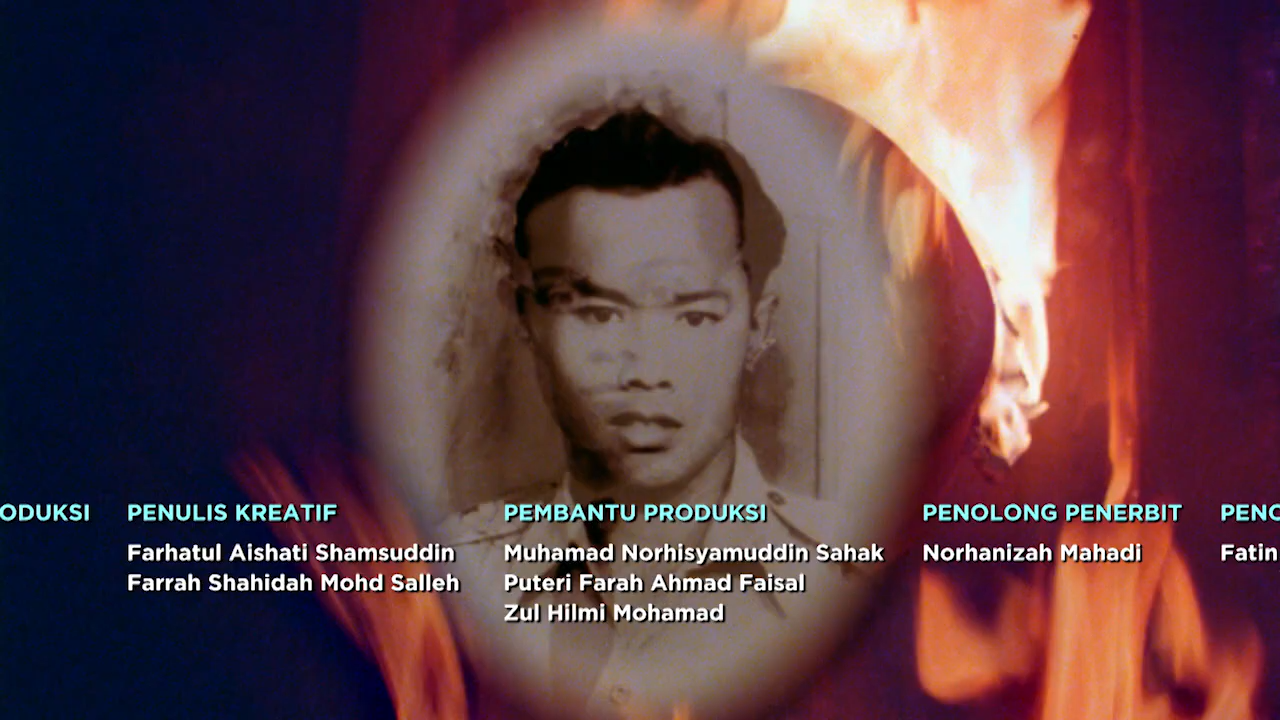 ODUKSI
PENULIS KREATIF
Farhatul Aishati Shamsuddin
Farrah Shahidah Mohd Salleh
PEMBANTU PRODUKSI
Muhamad Norhisyamuddin Sahak
Puteri Farah Ahmad Faisal
Zul Hilmi Mohamad
PENOLONG PENERBIT
Norhanizah Mahadi
PENO
Fatin